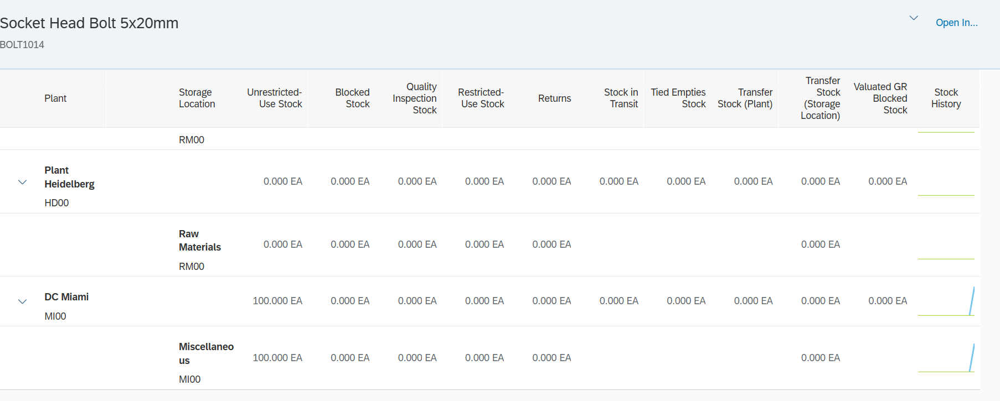 Socket Head Bolt 5x20mm
Open In...
BOLT1014
Plant
Storage
Location
Unrestricted-
Use Stock
Blocked
Stock
Quality
Inspection
Stock
Restricted-
Use Stock
Returns
Stock in
Transit
Tied Empties
Stock
Transfer
Stock (Plant)
Transfer
Stock
(Storage
Location)
Valuated GR
Blocked
Stock
Stock
History
RM00
Plant
Heidelberg
HD00
0.000 EA 0.000 EA 0.000 EA 0.000 EA 0.000 EA 0.000 EA 0.000 EA 0.000 EA 0.000 EA 0.000 EA
Raw
Materials
RM00
0.000 EA 0.000 EA 0.000 EA 0.000 EA 0.000 EA 0.000 EA
DC Miami
MI00
100.000 EA 0.000 EA 0.000 EA 0.000 EA 0.000 EA 0.000 EA 0.000 EA 0.000 EA 0.000 EA 0.000 EA
Miscellaneo
us
MI00
100.000 EA 0.000 EA 0.000 EA 0.000 EA 0.000 EA 0.000 EA